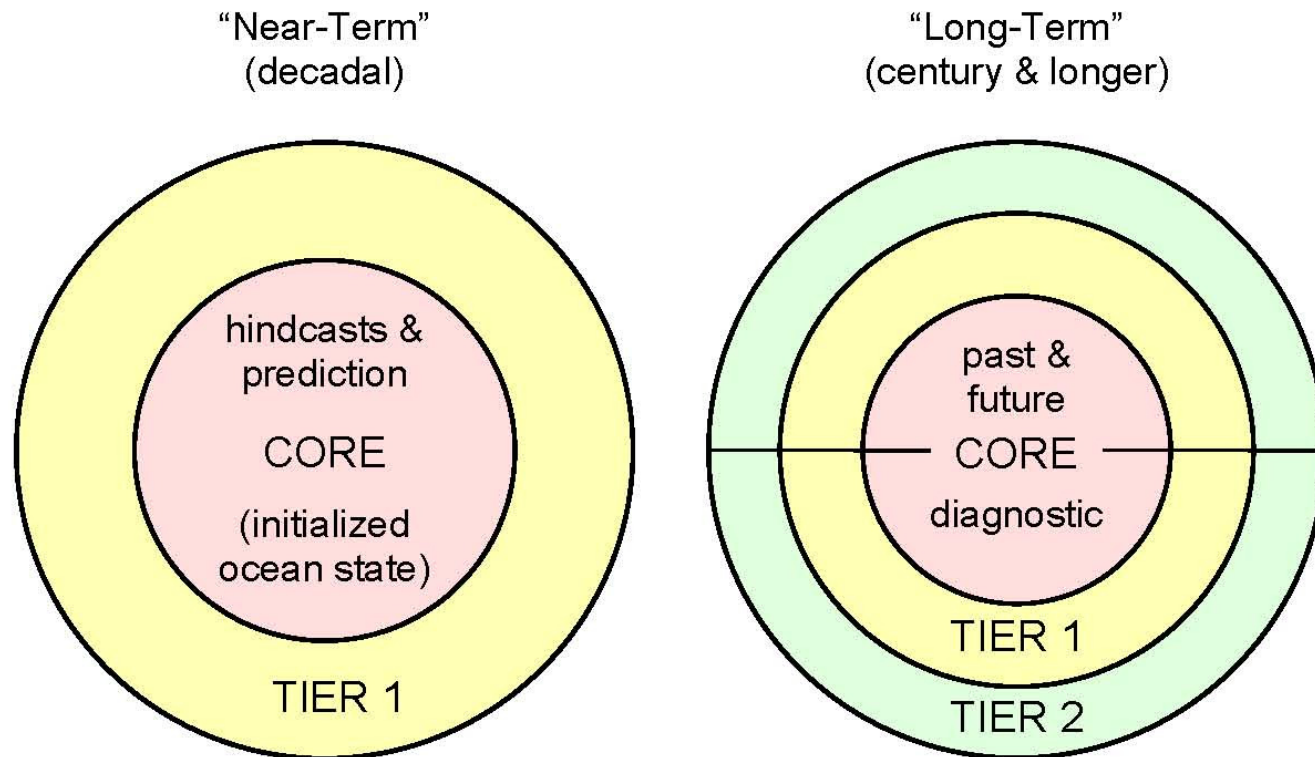 “Near-Term”
(decadal)
hindcasts &
prediction
CORE
(initialized
ocean state)
TIER 1
“Long-Term”
(century & longer)
past &
future
CORE
diagnostic
TIER 1
TIER 2